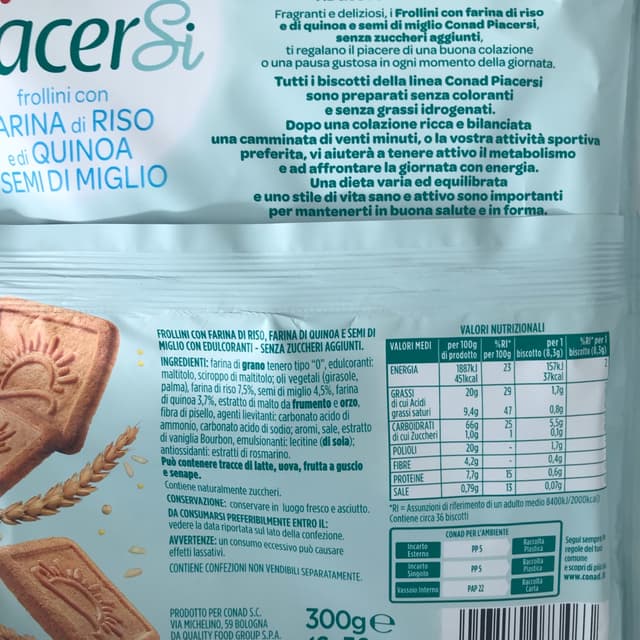 acerSì
frollini con
ARINA di RISO
e di QUINOA
SEMI DI MIGLIO
Fragranti e deliziosi, i Frollini con farina di riso
e di quinoa e semi di miglio Conad Piacersi,
senza zuccheri aggiunti,
ti regalano il piacere di una buona colazione
o una pausa gustosa in ogni momento della giornata.
Tutti i biscotti della linea Conad Piacersi
sono preparati senza coloranti
e senza grassi idrogenati.
Dopo una colazione ricca e bilanciata
una camminata di venti minuti, o la vostra attività sportiva
preferita, vi aiuterà a tenere attivo il metabolismo
e ad affrontare la giornata con energia.
Una dieta varia ed equilibrata
e uno stile di vita sano e attivo sono importanti
per mantenerti in buona salute e in forma.
FROLLINI CON FARINA DI RISO, FARINA DI QUINOA E SEMI DI
MIGLIO CON EDULCORANTI - SENZA ZUCCHERI AGGIUNTI.
INGREDIENTI: farina di grano tenero tipo "0", edulcoranti:
maltitolo, sciroppo di maltitolo; oli vegetali (girasole,
palma), farina di riso 7,5%, semi di miglio 4,5%, farina
di quinoa 3,7%, estratto di malto da frumento e orzo,
fibra di pisello, agenti lievitanti: carbonato acido di
ammonio, carbonato acido di sodio; aromi, sale, estratto
di vaniglia Bourbon, emulsionanti: lecitine (di soia);
antiossidanti: estratti di rosmarino.
Può contenere tracce di latte, uova, frutta a guscio
e senape.
Contiene naturalmente zuccheri.
CONSERVAZIONE: conservare in luogo fresco e asciutto.
DA CONSUMARSI PREFERIBILMENTE ENTRO IL:
vedere la data riportata sul lato della confezione.
AVVERTENZE: un consumo eccessivo può causare
effetti lassativi.
CONTIENE CONFEZIONI NON VENDIBILI SEPARATAMENTE.
PRODOTTO PER CONAD S.C.
VIA MICHELINO, 59 BOLOGNA
DA QUALITY FOOD GROUP S.P.A.
300g e
VALORI NUTRIZIONALI
VALORI MEDI per 100g di prodotto %RI* per 100g per 1 biscotto (8,3g) %RI* per 1 biscotto (8,3g)
ENERGIA 1887kJ 23 157kJ 2
451kcal 37kcal
GRASSI 20g 29 1,7g
di cui Acidi
grassi saturi 9,4g 47 0,8g
CARBOIDRATI 66g 25 5,5g
di cui Zuccheri 1,0g 1 0,1g
POLIOLI 20g - 1,7g
FIBRE 4,2g - 0,4g
PROTEINE 7,7g 15 0,6g
SALE 0,79g 13 0,07g
*RI = Assunzioni di riferimento di un adulto medio 8400kJ/2000kcal)
Contiene circa 36 biscotti
CONAD PER L'AMBIENTE
Incarto Esterno PP 5 Raccolta Plastica
Incarto Singolo PP 5 Raccolta Plastica
Vassoio Interno PAP 22 Raccolta Carta
Segui sempre
regole del tuo
comune
e scopri di più
www.conad.